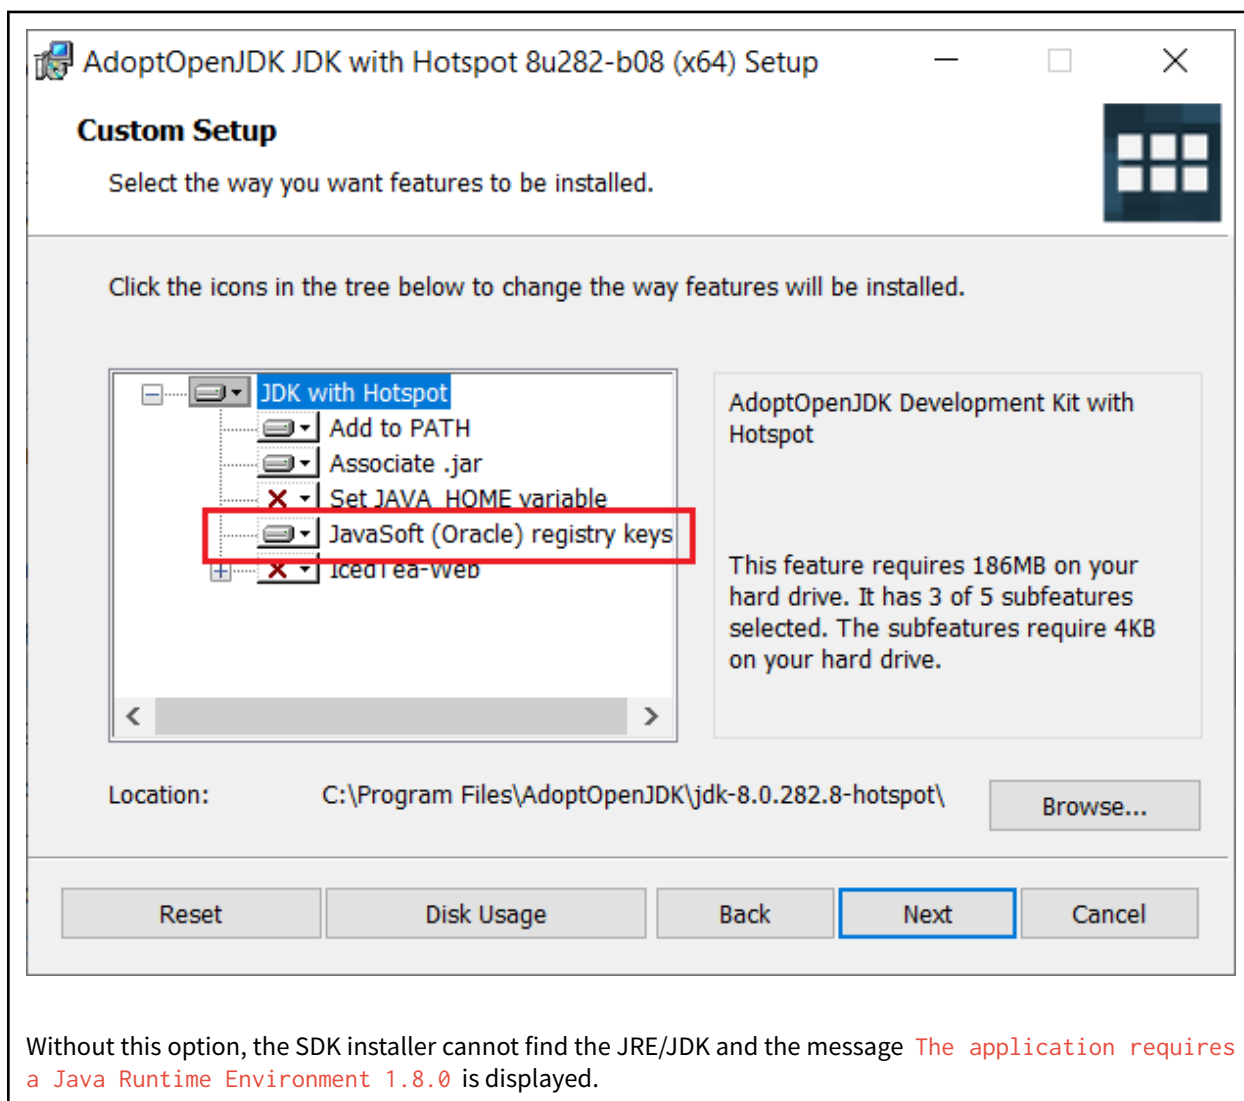 AdoptOpenJDK JDK with Hotspot 8u282-b08 (x64) Setup
Custom Setup
Select the way you want features to be installed.
Click the icons in the tree below to change the way features will be installed.
JDK with Hotspot
Add to PATH
Associate .jar
Set JAVA_HOME variable
JavaSoft (Oracle) registry keys
IcedTea-Web
AdoptOpenJDK Development Kit with
Hotspot
This feature requires 186MB on your
hard drive. It has 3 of 5 subfeatures
selected. The subfeatures require 4KB
on your hard drive.
Location: C:\Program Files\AdoptOpenJDK\jdk-8.0.282.8-hotspot\
Browse...
Reset Disk Usage Back Next Cancel
Without this option, the SDK installer cannot find the JRE/JDK and the message The application requires
a Java Runtime Environment 1.8.0 is displayed.